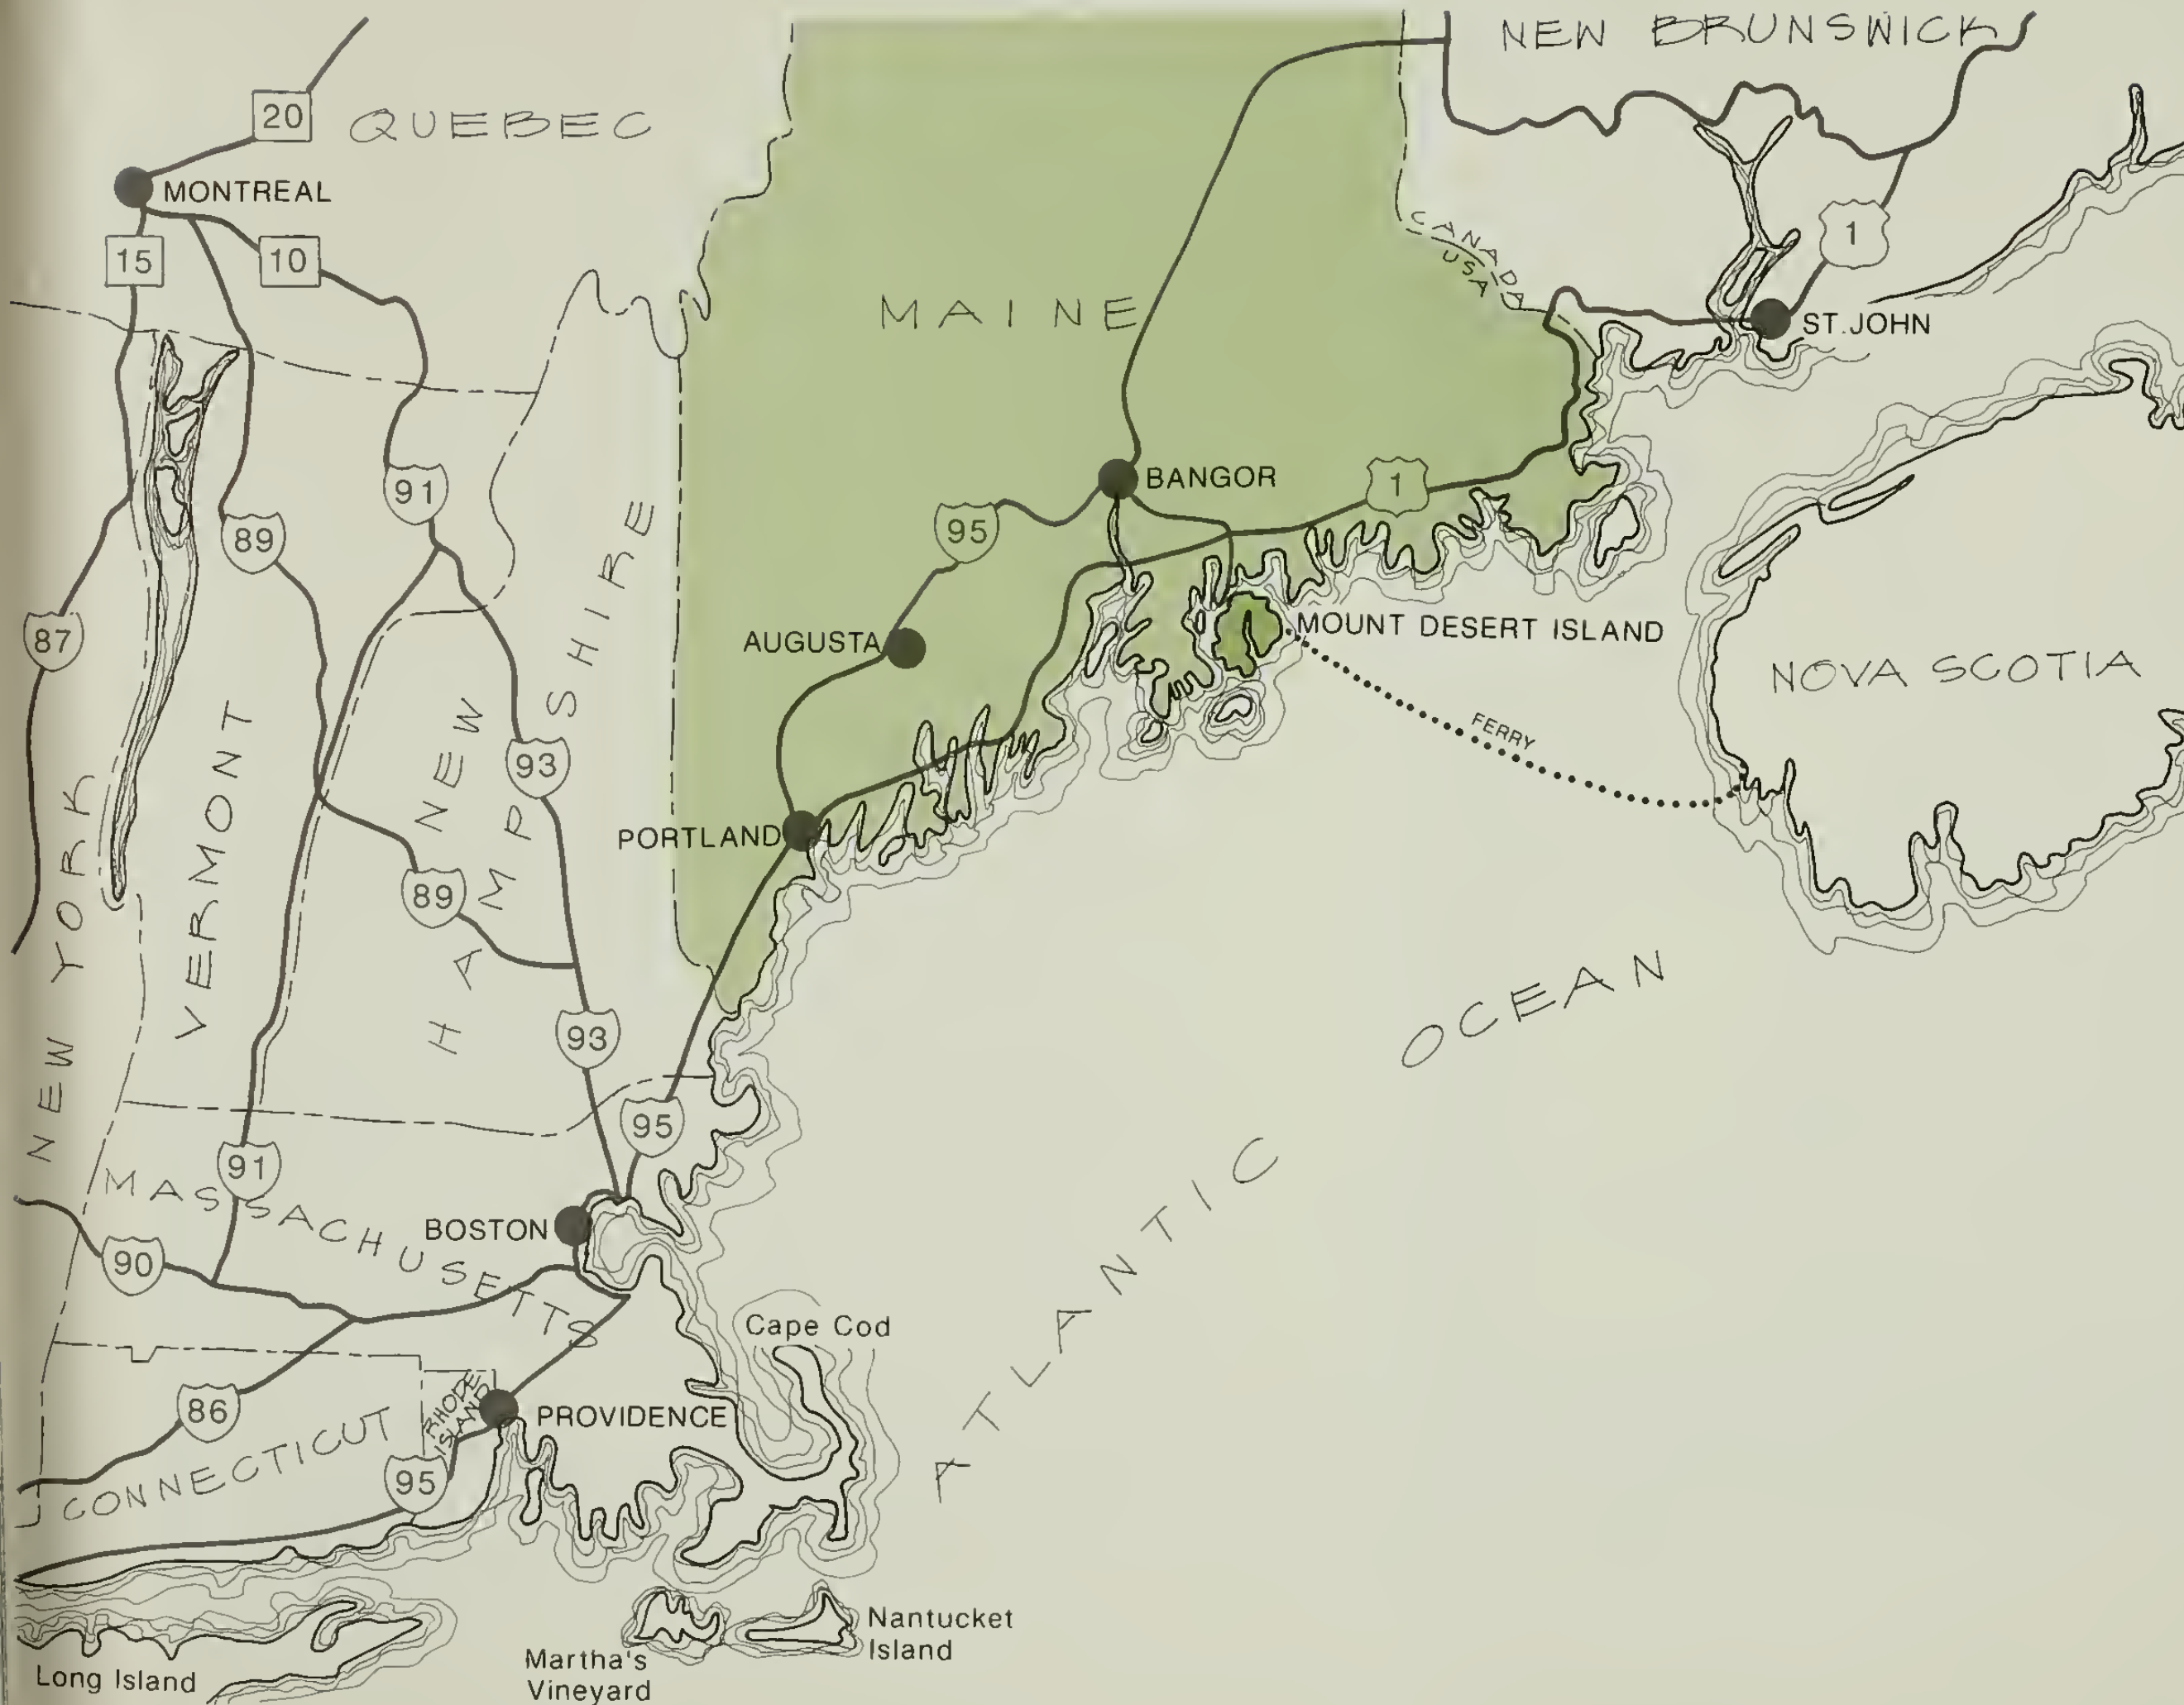 NEW BRUNSWICK
20
QUEBEC
MONTREAL
15
10
1
CANADA
USA
ST. JOHN
MAINE
BANGOR
1
91
95
89
87
AUGUSTA
MOUNT DESERT ISLAND
NOVA SCOTIA
FERRY
93
PORTLAND
NEW
HAMPSHIRE
VERMONT
NEW YORK
89
93
OCEAN
95
91
MASSACHUSETTS
BOSTON
90
ATLANTIC
Cape Cod
86
RHODE
ISLAND
PROVIDENCE
CONNECTICUT
95
Nantucket
Island
Martha's
Vineyard
Long Island